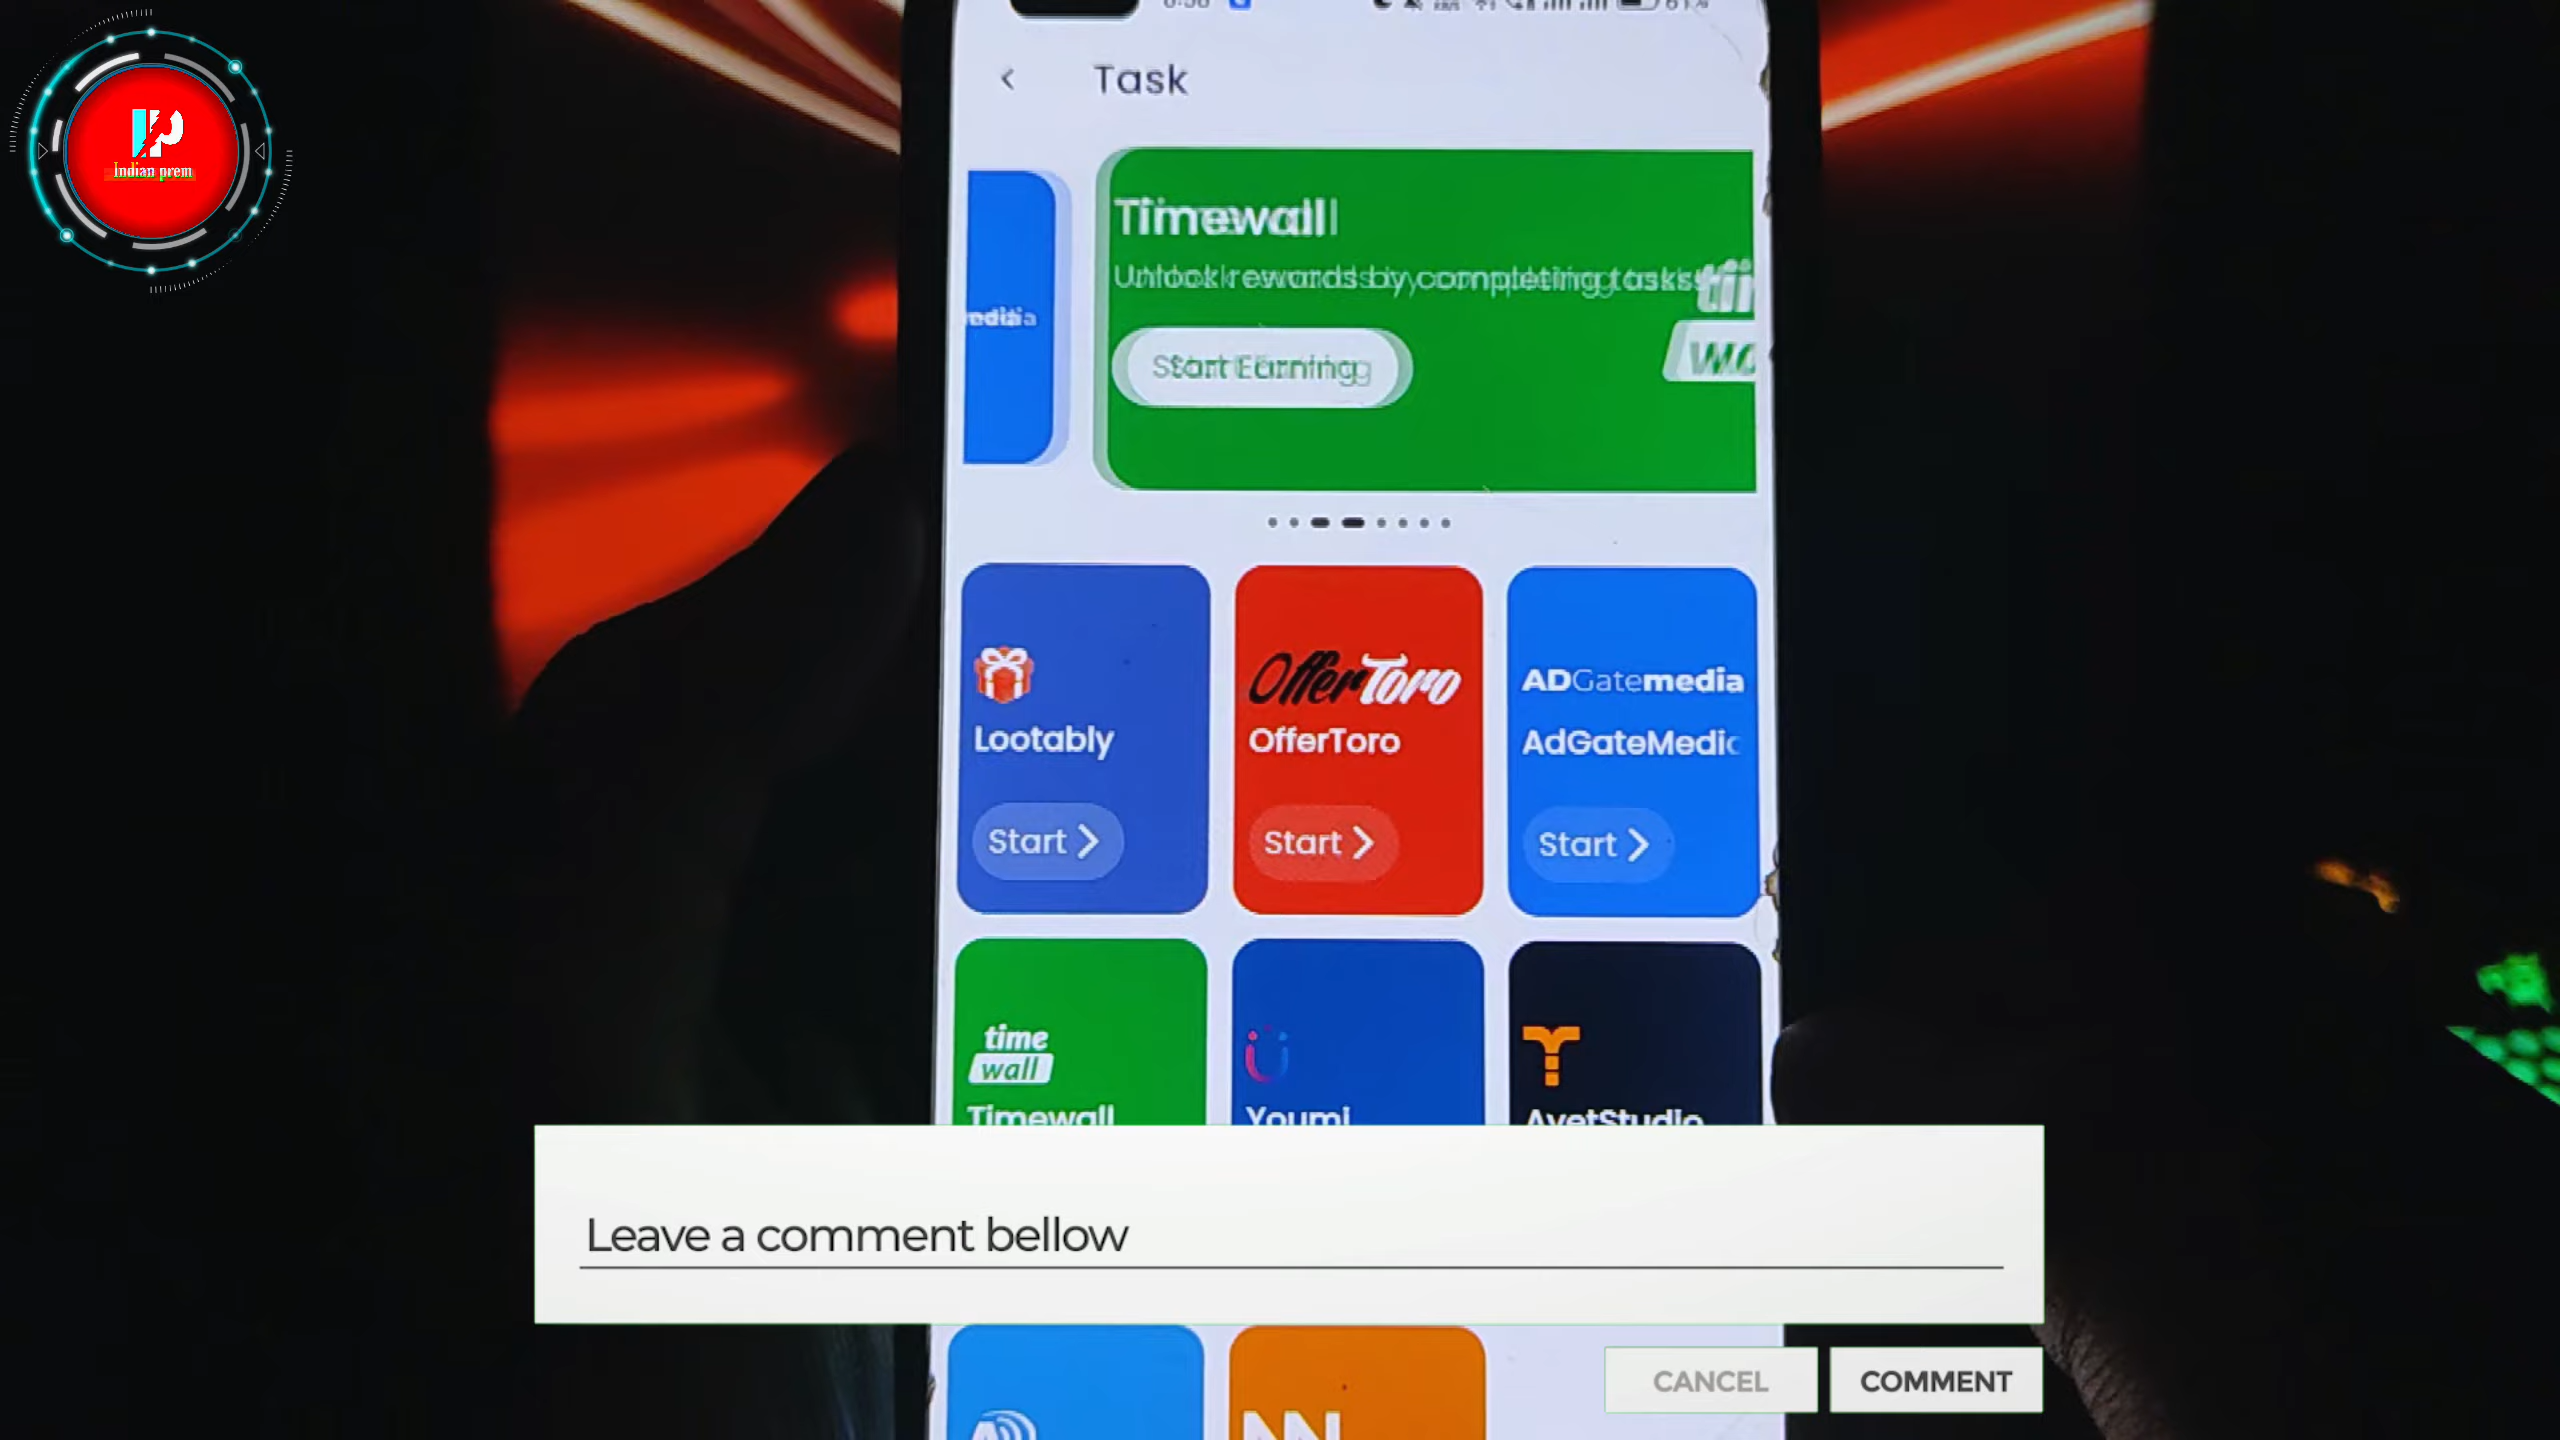 Indian prem
Task
Timewall
Unlock rewards by completing tasks
Start Earning
Lootably
Start
OfferToro
OfferToro
Start
ADGatemedia
Start
time
wall
Timewall
Youmi
AyetStudio
Leave a comment bellow
CANCEL
COMMENT